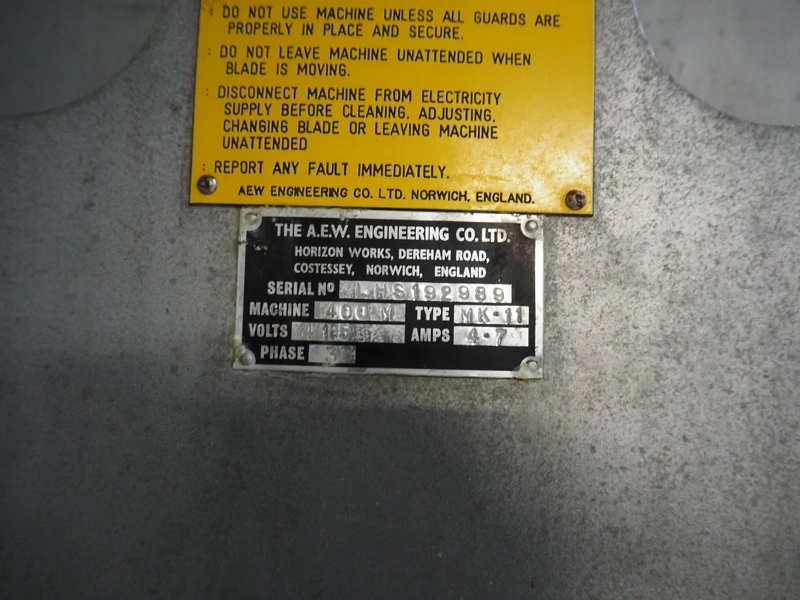 : DO NOT USE MACHINE UNLESS ALL GUARDS ARE
PROPERLY IN PLACE AND SECURE.
: DO NOT LEAVE MACHINE UNATTENDED WHEN
BLADE IS MOVING.
: DISCONNECT MACHINE FROM ELECTRICITY
SUPPLY BEFORE CLEANING, ADJUSTING,
CHANGING BLADE OR LEAVING MACHINE
UNATTENDED
: REPORT ANY FAULT IMMEDIATELY.
AEW ENGINEERING CO. LTD. NORWICH, ENGLAND.
THE A.E.W. ENGINEERING CO. LTD.
HORIZON WORKS, DEREHAM ROAD,
COSTESSEY, NORWICH, ENGLAND
SERIAL No LHS192989
MACHINE 400 M TYPE MK-11
VOLTS 415 AMPS 4.7
PHASE 3